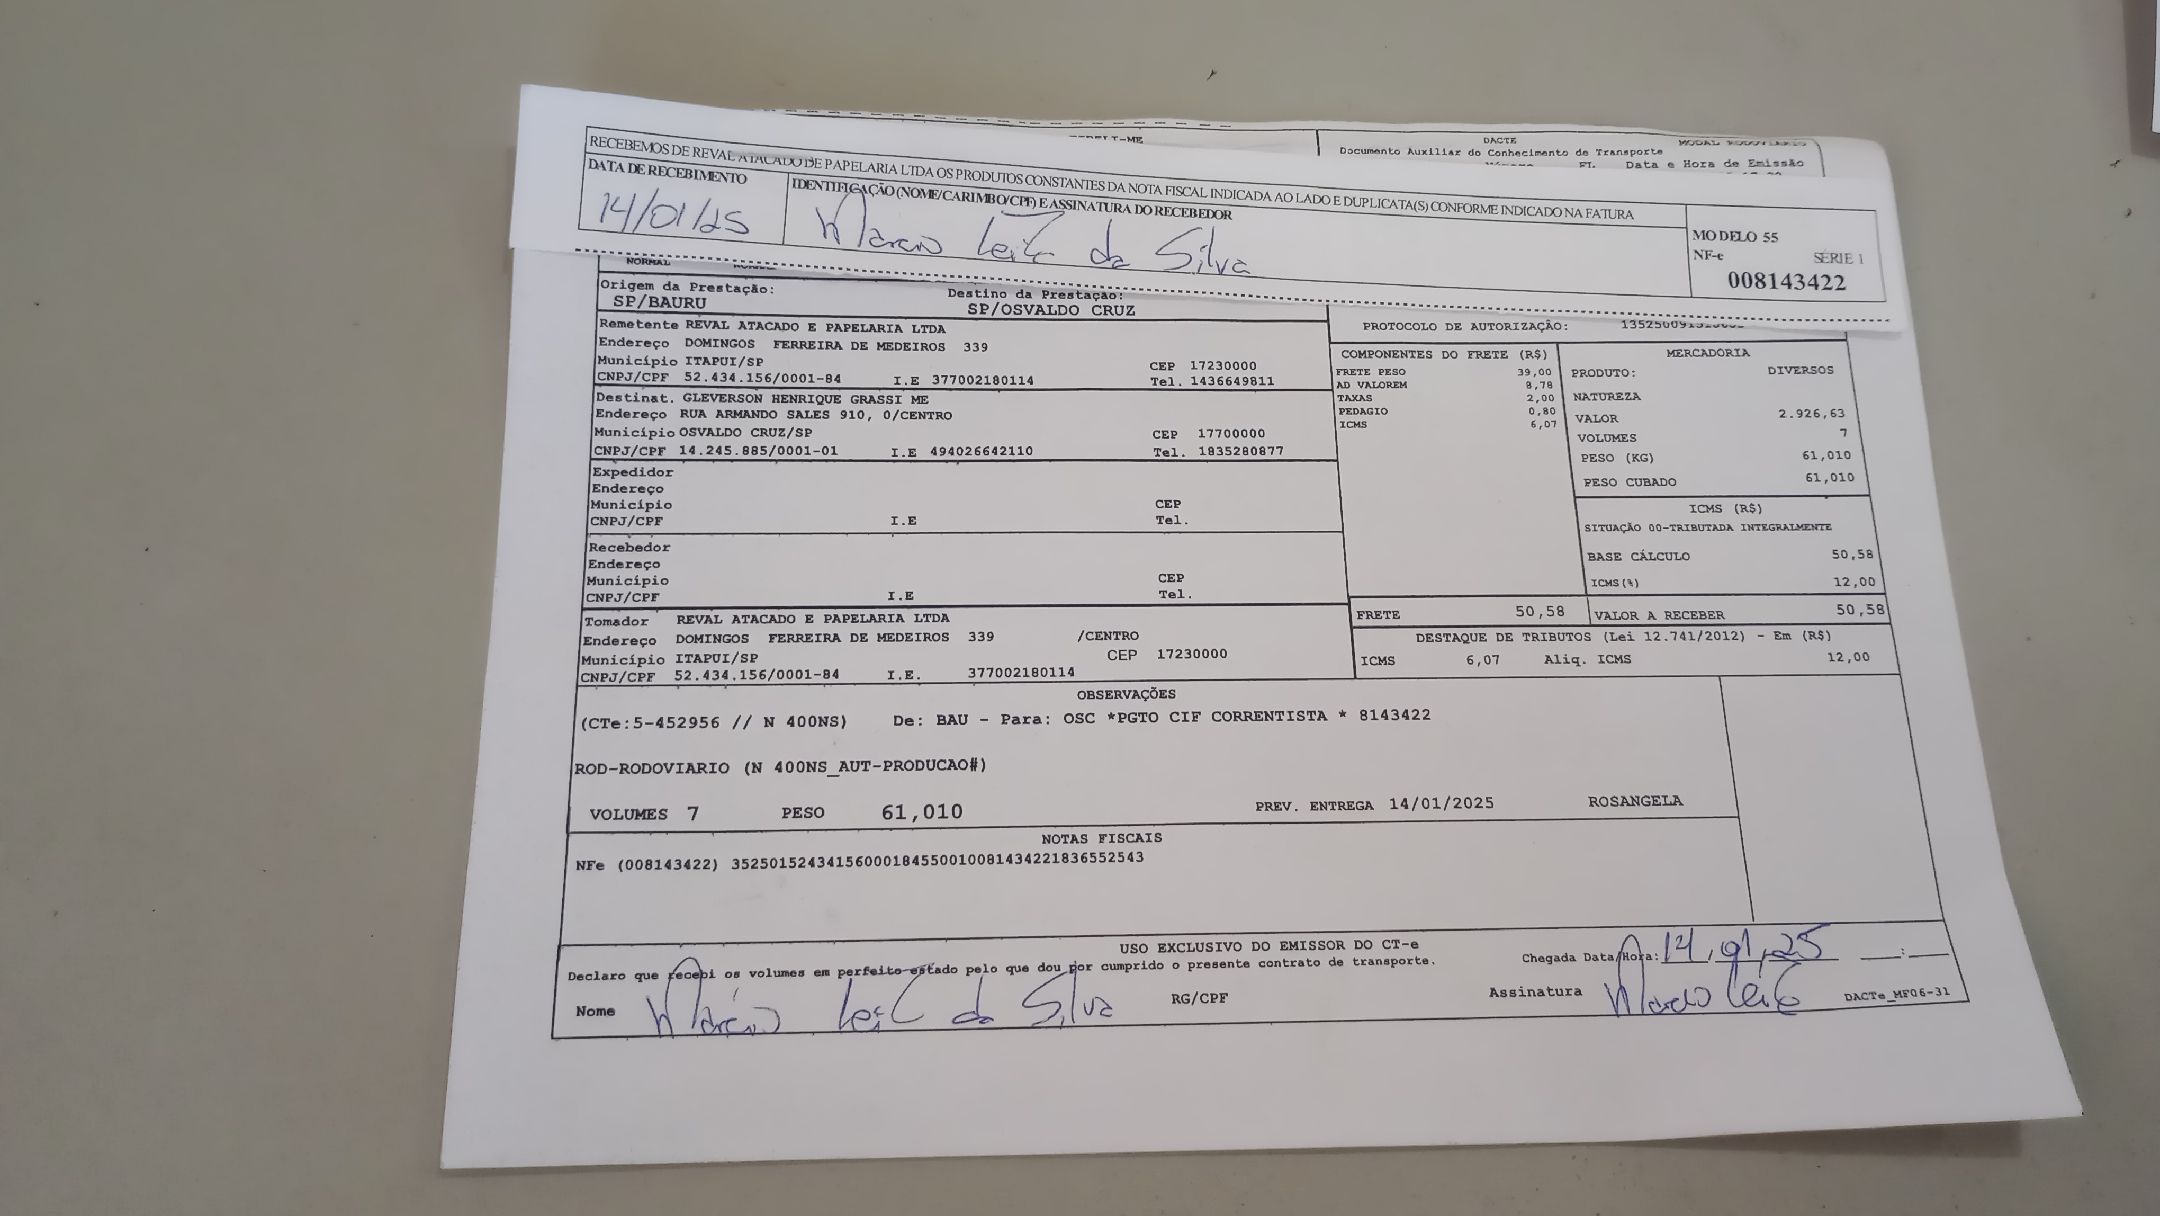 DACTE
Documento Auxiliar do Conhecimento de Transporte
Data e Hora de Emissão
RECEBEMOS DE REVAL ATACADO DE PAPELARIA LTDA OS PRODUTOS CONSTANTES DA NOTA FISCAL INDICADA AO LADO E DUPLICATA(S) CONFORME INDICADO NA FATURA
DATA DE RECEBIMENTO
IDENTIFICAÇÃO (NOME/CARIMBO/CPF) E ASSINATURA DO RECEBEDOR
14/01/25 Marcio Leite da Silva
MODELO 55
NF-e SÉRIE 1
008143422
NORMAL
Origem da Prestação: Destino da Prestação:
SP/BAURU SP/OSVALDO CRUZ
Remetente REVAL ATACADO E PAPELARIA LTDA
Endereço DOMINGOS FERREIRA DE MEDEIROS 339
Município ITAPUI/SP CEP 17230000
CNPJ/CPF 52.434.156/0001-84 I.E 377002180114 Tel. 1436649811
Destinat. GLEVERSON HENRIQUE GRASSI ME
Endereço RUA ARMANDO SALES 910, 0/CENTRO
Município OSVALDO CRUZ/SP CEP 17700000
CNPJ/CPF 14.245.885/0001-01 I.E 494026642110 Tel. 1835280877
Expedidor
Endereço
Município CEP
CNPJ/CPF I.E Tel.
Recebedor
Endereço
Município CEP
CNPJ/CPF I.E Tel.
Tomador REVAL ATACADO E PAPELARIA LTDA
Endereço DOMINGOS FERREIRA DE MEDEIROS 339 /CENTRO
Município ITAPUI/SP CEP 17230000
CNPJ/CPF 52.434.156/0001-84 I.E. 377002180114
PROTOCOLO DE AUTORIZAÇÃO:
COMPONENTES DO FRETE (R$)
FRETE PESO 39,00
AD VALOREM 8,78
TAXAS 2,00
PEDAGIO 0,80
ICMS 6,07
MERCADORIA
PRODUTO: DIVERSOS
NATUREZA
VALOR 2.926,63
VOLUMES 7
PESO (KG) 61,010
PESO CUBADO 61,010
ICMS (R$)
SITUAÇÃO 00-TRIBUTADA INTEGRALMENTE
BASE CÁLCULO 50,58
ICMS(%) 12,00
FRETE 50,58 VALOR A RECEBER 50,58
DESTAQUE DE TRIBUTOS (Lei 12.741/2012) - Em (R$)
ICMS 6,07 Aliq. ICMS 12,00
OBSERVAÇÕES
(CTe:5-452956 // N 400NS) De: BAU - Para: OSC *PGTO CIF CORRENTISTA * 8143422
ROD-RODOVIARIO (N 400NS_AUT-PRODUCAO#)
VOLUMES 7 PESO 61,010 PREV. ENTREGA 14/01/2025 ROSANGELA
NOTAS FISCAIS
NFe (008143422) 35250152434156000184550010081434221836552543
USO EXCLUSIVO DO EMISSOR DO CT-e
Declaro que recebi os volumes em perfeito estado pelo que dou por cumprido o presente contrato de transporte.
Chegada Data/Hora: 14/01/25 __:__
Nome Márcio Leite da Silva RG/CPF Assinatura Marcio Leite DACTe_MF06-31